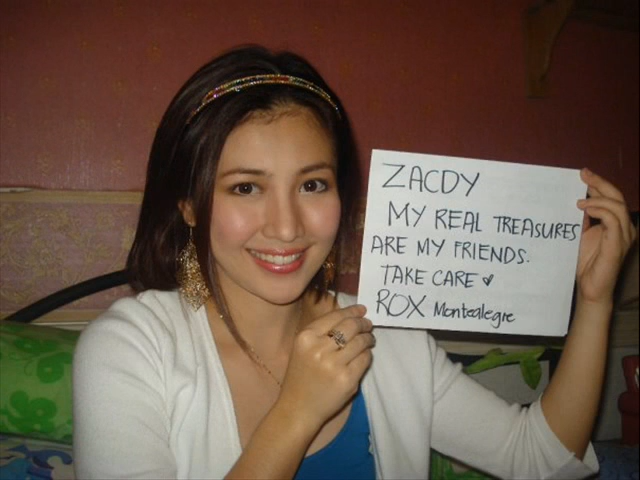 ZACDY
MY REAL TREASURES
ARE MY FRIENDS.
TAKE CARE
ROX Montealegre